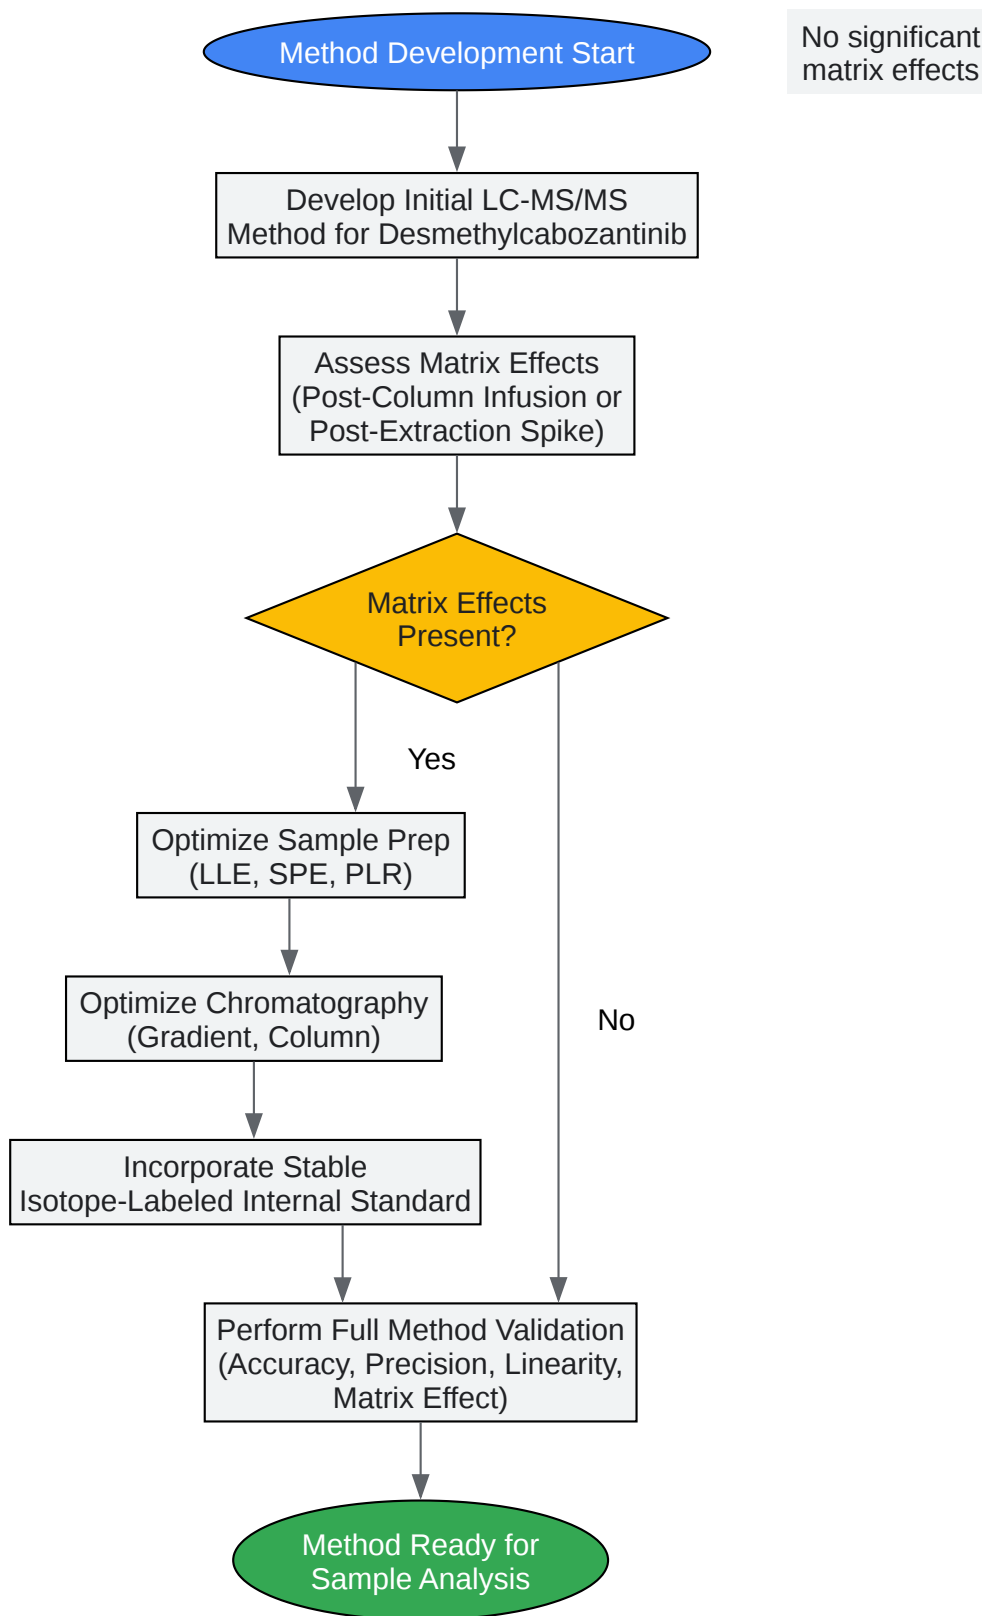 Method Development Start
No significant
matrix effects
Develop Initial LC-MS/MS
Method for Desmethylcabozantinib
Assess Matrix Effects
(Post-Column Infusion or
Post-Extraction Spike)
Matrix Effects
Present?
Yes
Optimize Sample Prep
(LLE, SPE, PLR)
Optimize Chromatography
(Gradient, Column)
No
Incorporate Stable
Isotope-Labeled Internal Standard
Perform Full Method Validation
(Accuracy, Precision, Linearity,
Matrix Effect)
Method Ready for
Sample Analysis